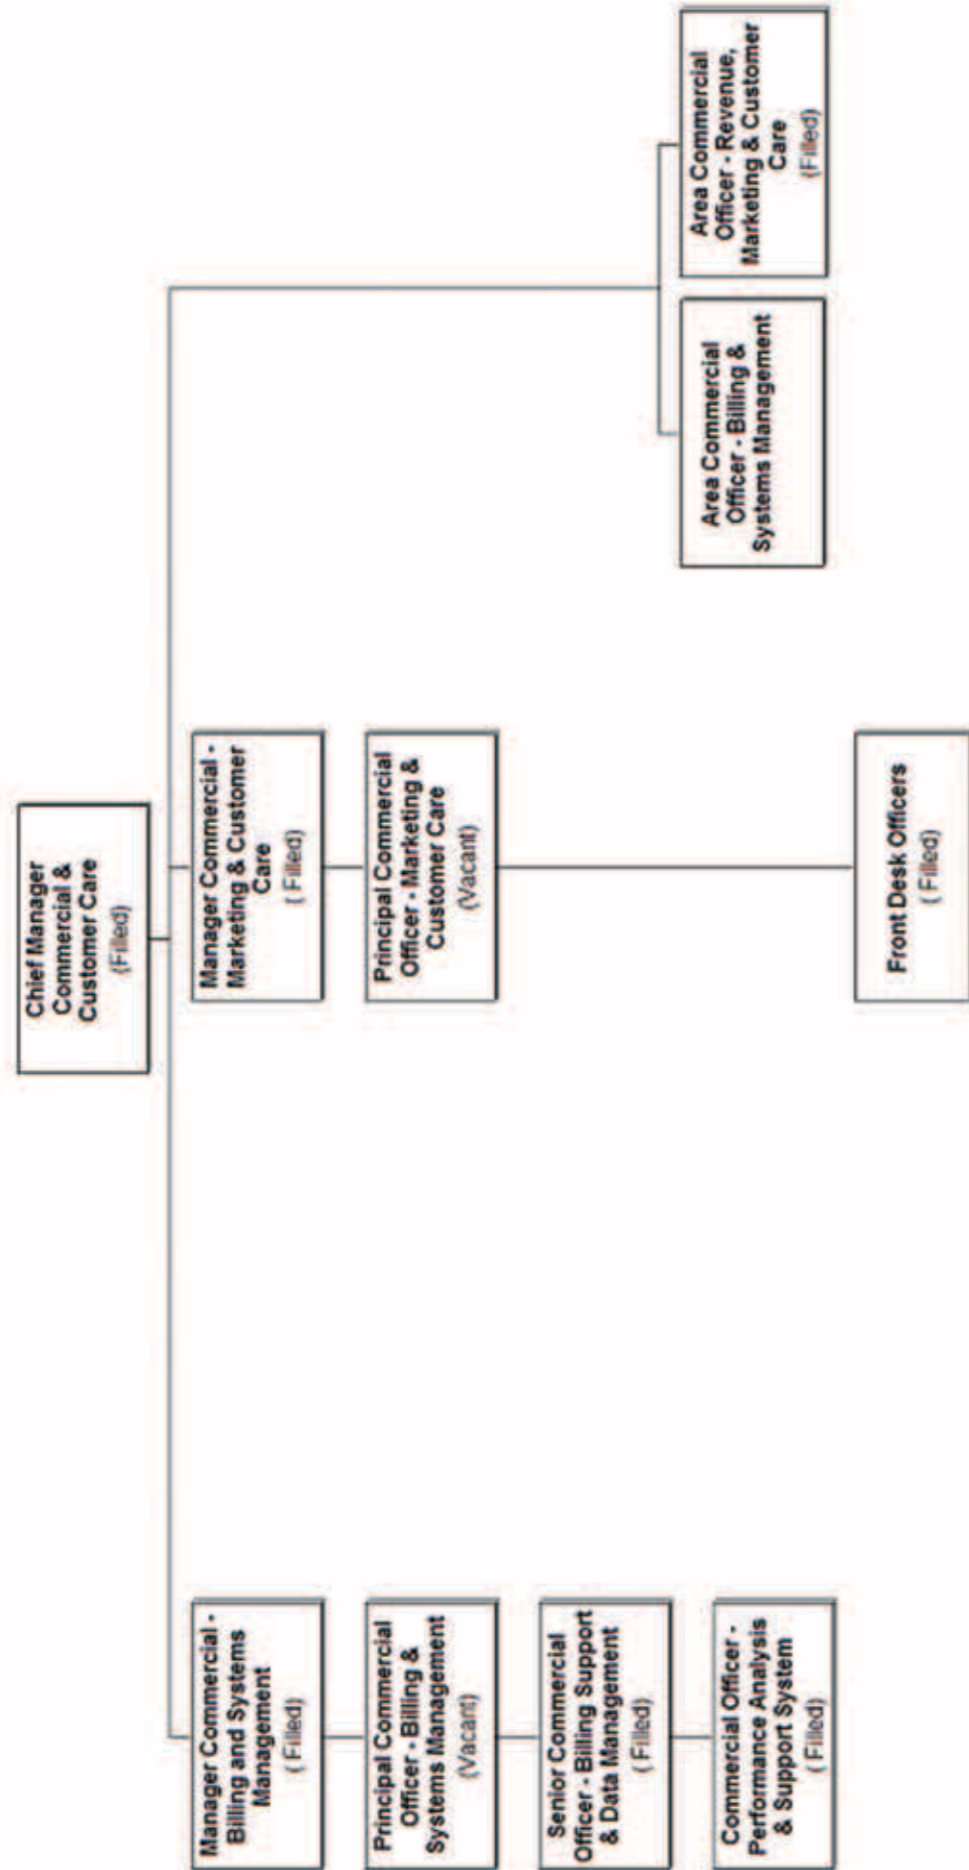 Chief Manager
Commercial &
Customer Care
(Filled)
Manager Commercial -
Billing and Systems
Management
( Filled)
Principal Commercial
Officer - Billing &
Systems Management
(Vacant)
Senior Commercial
Officer - Billing Support
& Data Management
( Filled)
Commercial Officer -
Performance Analysis
& Support System
( Filled)
Manager Commercial -
Marketing & Customer
Care
( Filled)
Principal Commercial
Officer - Marketing &
Customer Care
(Vacant)
Front Desk Officers
( Filled)
Area Commercial
Officer - Billing &
Systems Management
Area Commercial
Officer - Revenue,
Marketing & Customer
Care
(Filled)